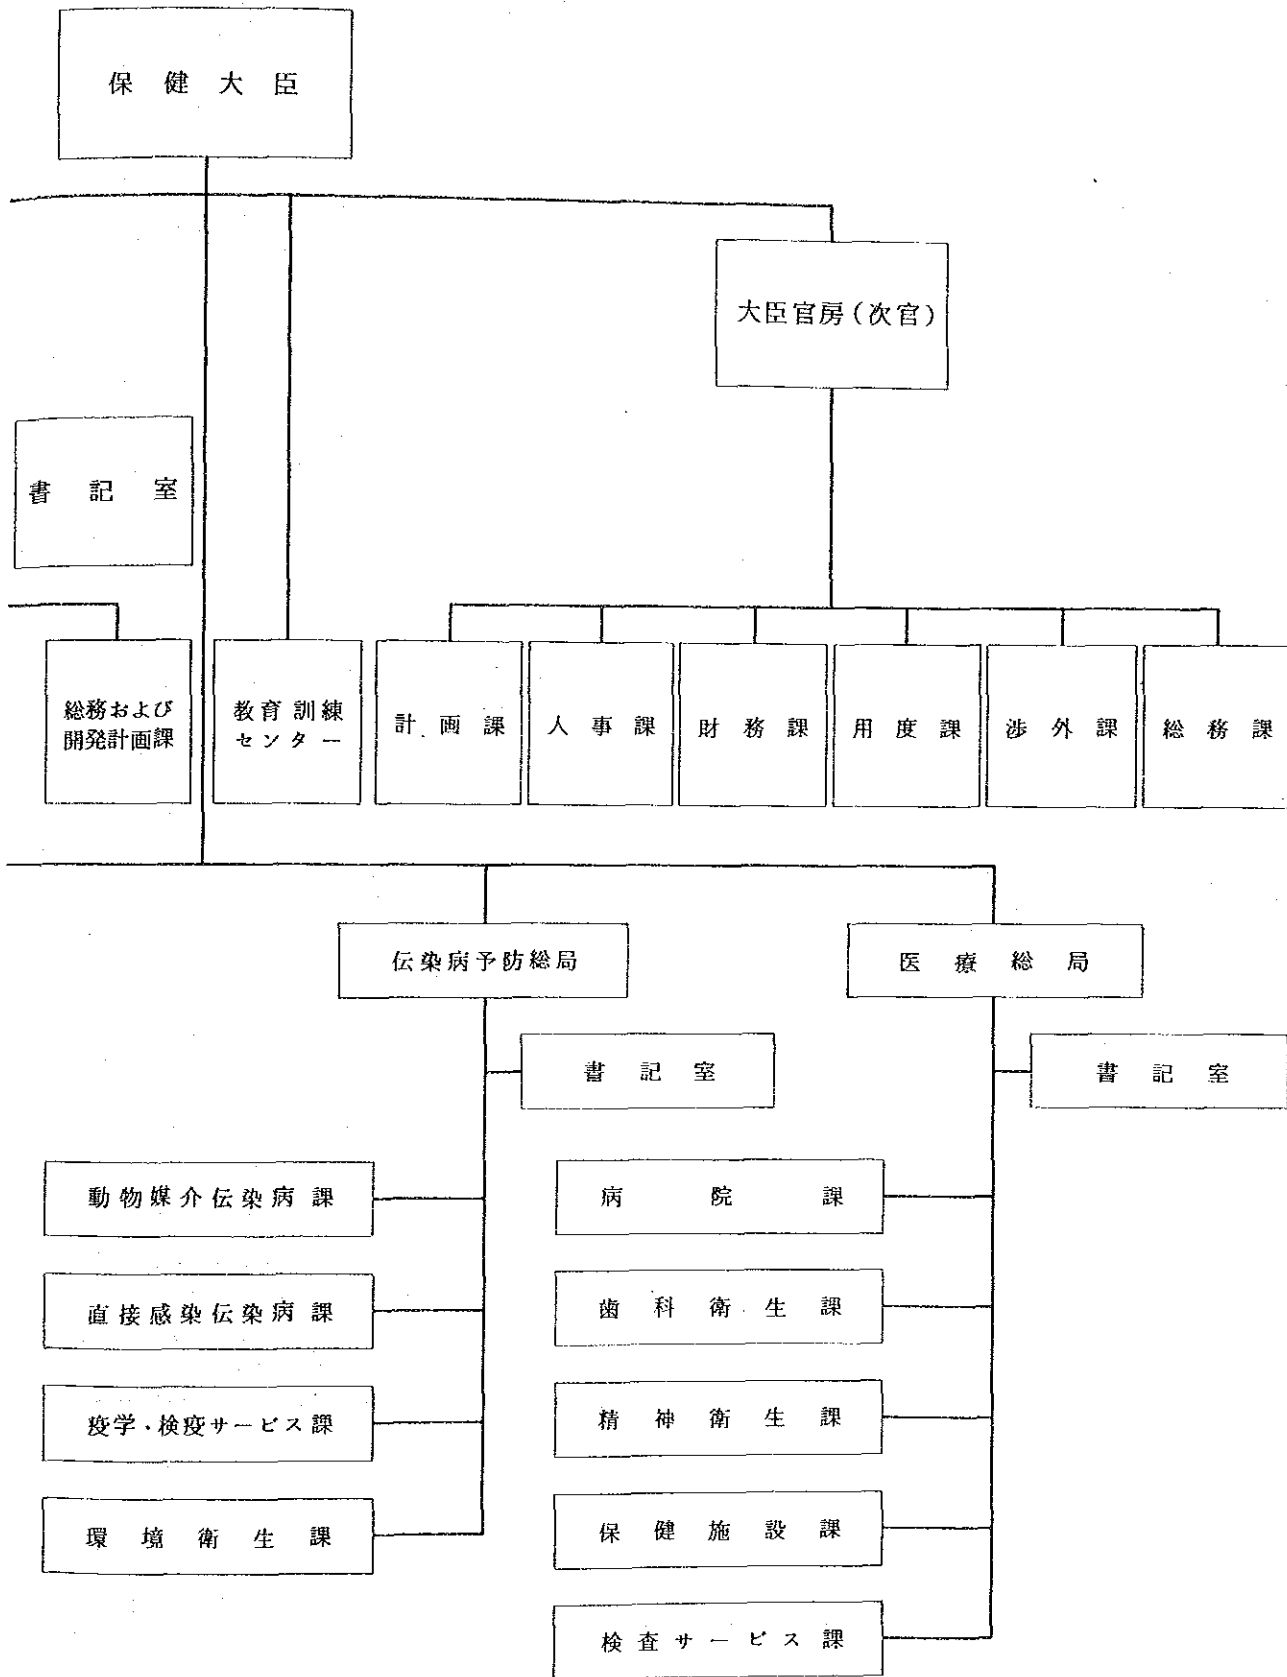 保健大臣
大臣官房(次官)
書記室
総務および
開発計画課
教育訓練
センター
計画課
人事課
財務課
用度課
渉外課
総務課
伝染病予防総局
医療総局
書記室
書記室
動物媒介伝染病課
病院課
直接感染伝染病課
歯科衛生課
疫学・検疫サービス課
精神衛生課
環境衛生課
保健施設課
検査サービス課